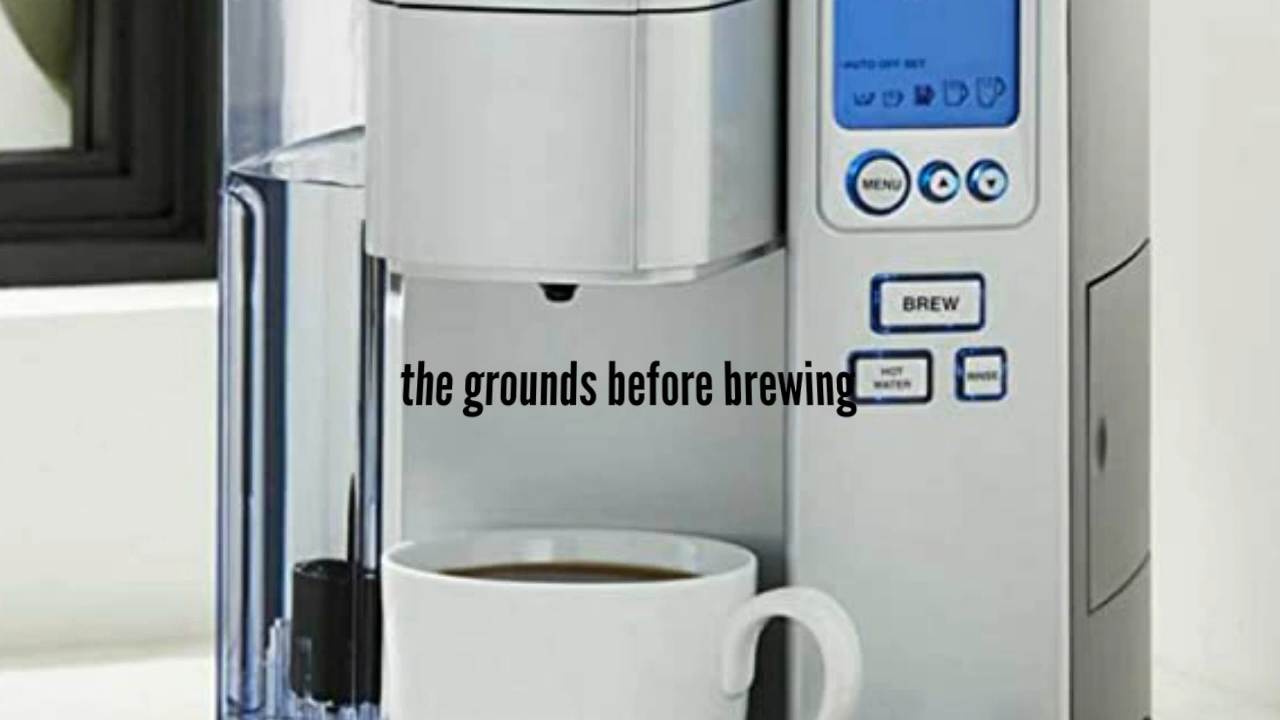 AUTO OFF SET
MENU
BREW
the grounds before brewing
HOT
WATER
RINSE